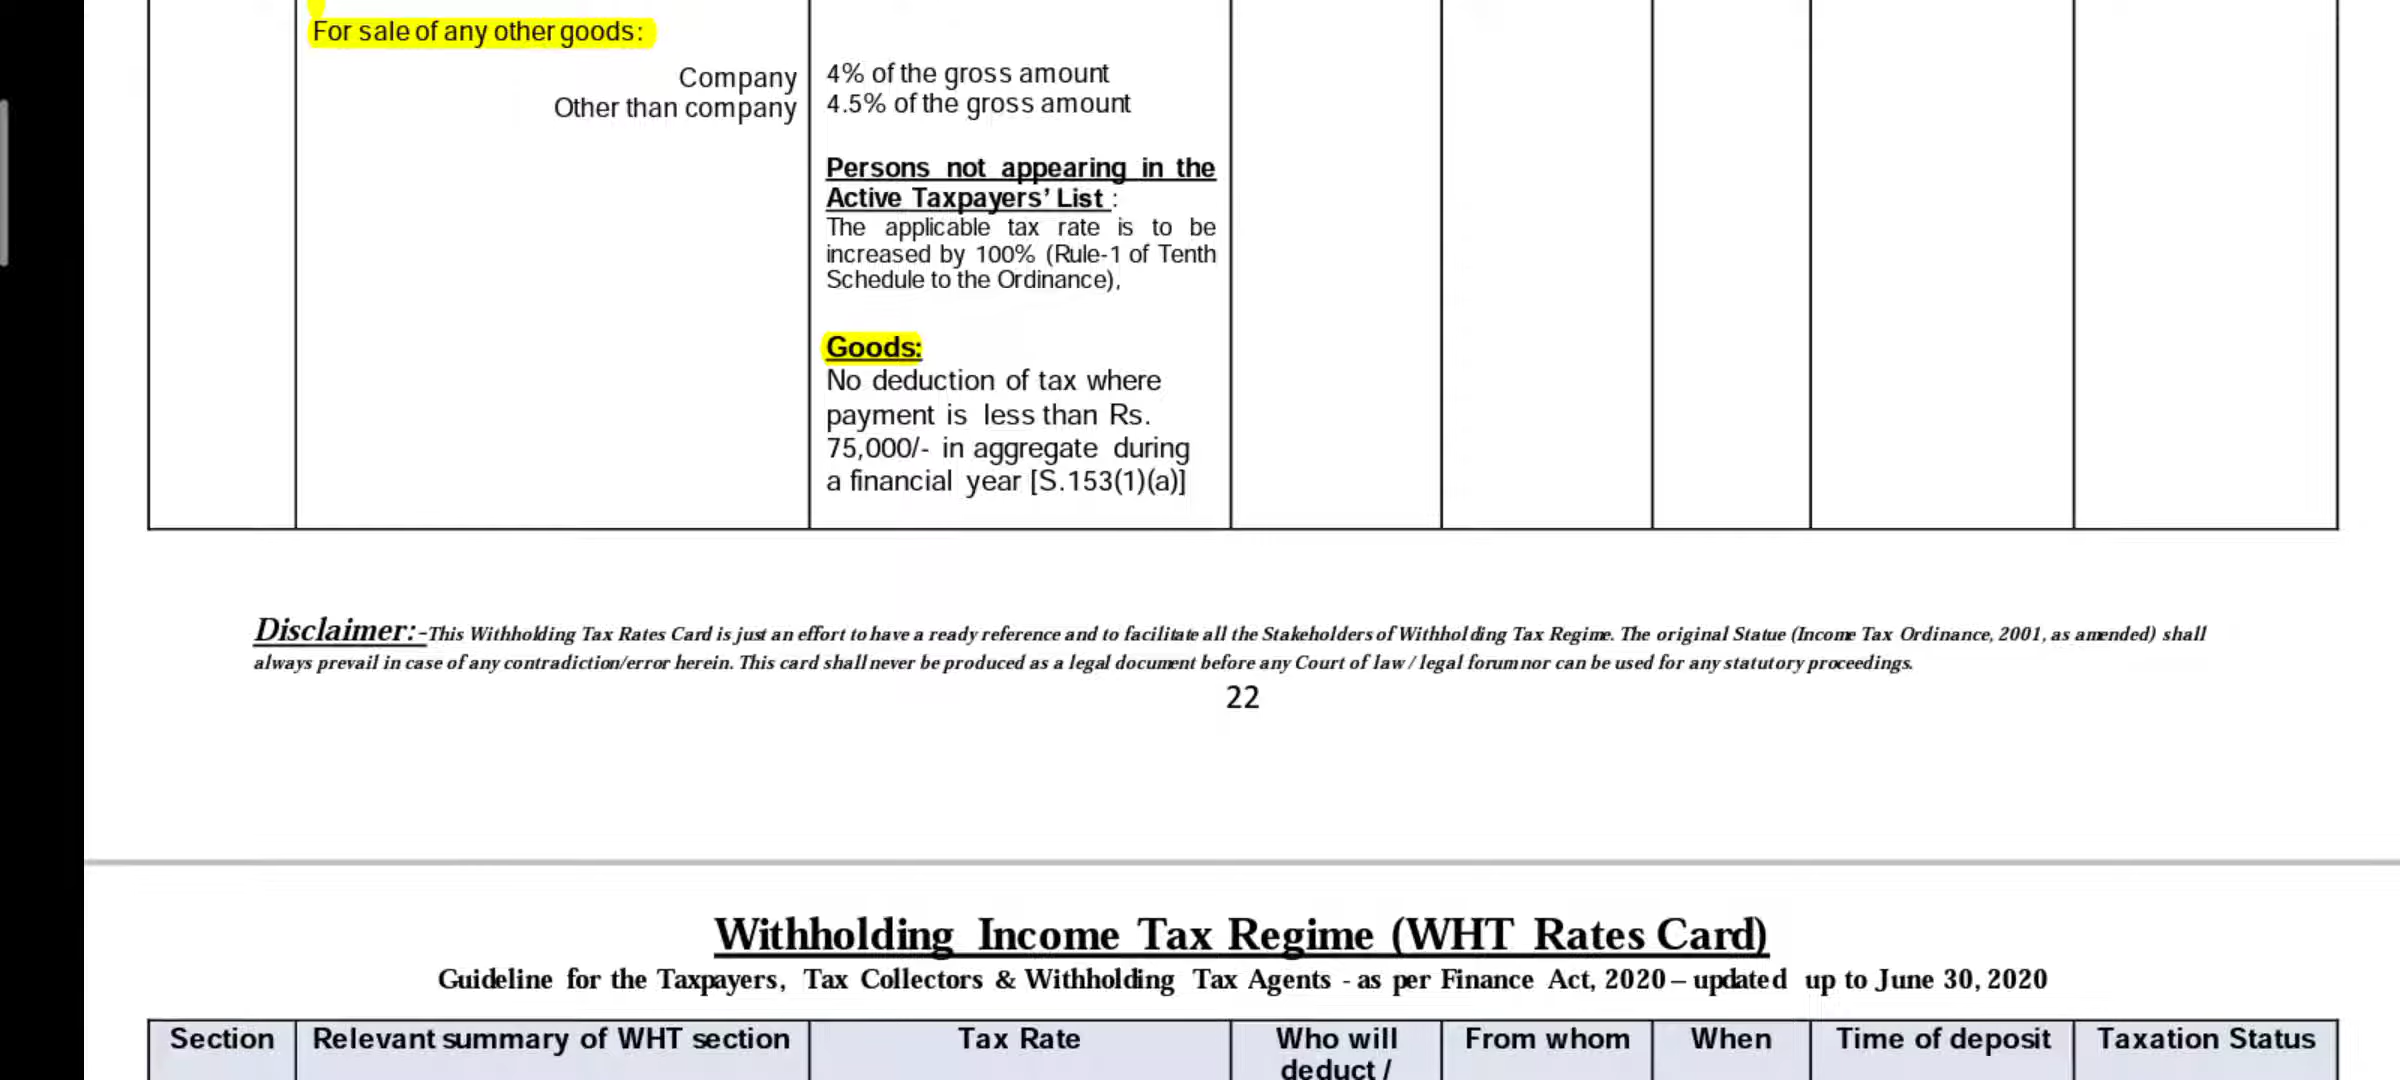 For sale of any other goods:
Company
Other than company
4% of the gross amount
4.5% of the gross amount
Persons not appearing in the
Active Taxpayers' List :
The applicable tax rate is to be
increased by 100% (Rule-1 of Tenth
Schedule to the Ordinance),
Goods:
No deduction of tax where
payment is less than Rs.
75,000/- in aggregate during
a financial year [S.153(1)(a)]
Disclaimer:-This Withholding Tax Rates Card is just an effort to have a ready reference and to facilitate all the Stakeholders of Withholding Tax Regime. The original Statue (Income Tax Ordinance, 2001, as amended) shall
always prevail in case of any contradiction/error herein. This card shall never be produced as a legal document before any Court of law / legal forum nor can be used for any statutory proceedings.
22
Withholding Income Tax Regime (WHT Rates Card)
Guideline for the Taxpayers, Tax Collectors & Withholding Tax Agents - as per Finance Act, 2020 – updated up to June 30, 2020
Section Relevant summary of WHT section Tax Rate Who will From whom When Time of deposit Taxation Status
deduct /